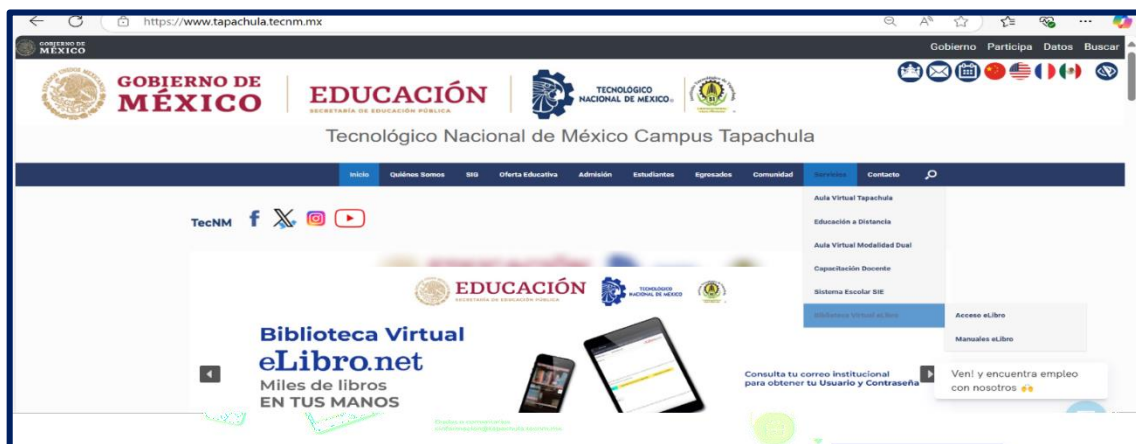 https://www.tapachula.tecnm.mx
GOBIERNO DE MÉXICO
Gobierno Participa Datos Buscar
GOBIERNO DE MÉXICO
EDUCACIÓN
SECRETARÍA DE EDUCACIÓN PÚBLICA
TECNOLÓGICO NACIONAL DE MÉXICO
Tecnológico Nacional de México Campus Tapachula
Inicio Quiénes Somos SIG Oferta Educativa Admisión Estudiantes Egresados Comunidad Servicios Contacto
Aula Virtual Tapachula
Educación a Distancia
Aula Virtual Modalidad Dual
Capacitación Docente
Sistema Escolar SIE
Biblioteca Virtual eLibro
Acceso eLibro
Manuales eLibro
TecNM
EDUCACIÓN
SECRETARÍA DE EDUCACIÓN PÚBLICA
TECNOLÓGICO NACIONAL DE MÉXICO
Biblioteca Virtual
eLibro.net
Miles de libros
EN TUS MANOS
Consulta tu correo institucional
para obtener tu Usuario y Contraseña
Ven! y encuentra empleo
con nosotros